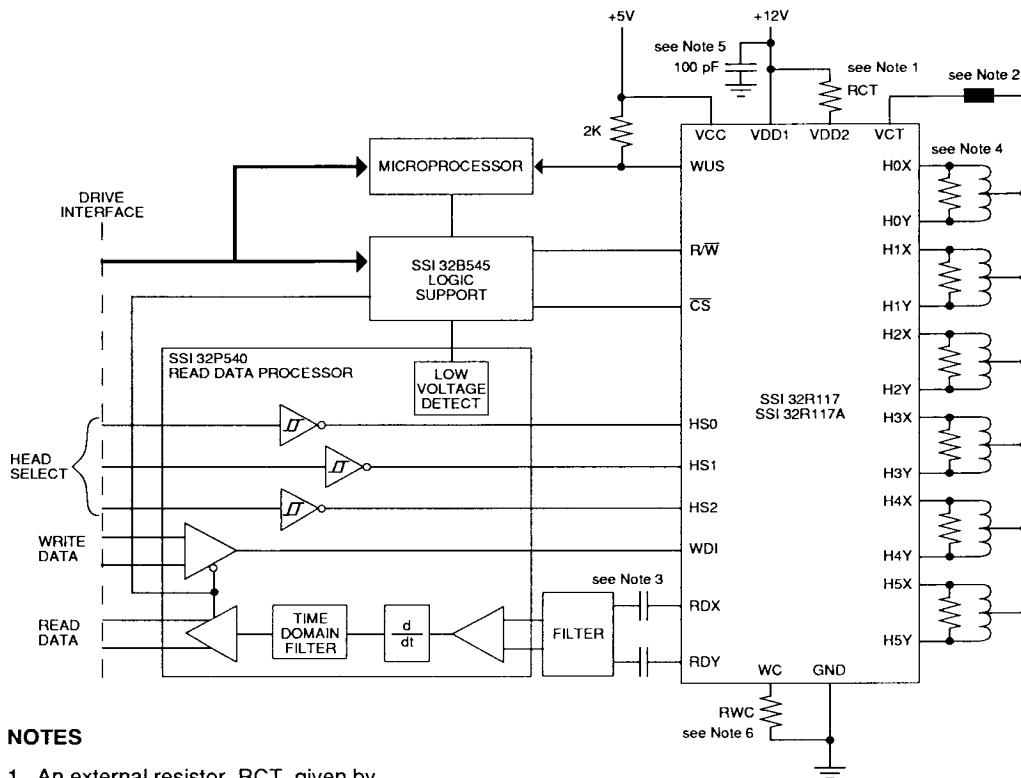 +5V
+12V
see Note 5
100 pF
see Note 1
RCT
see Note 2
2K
VCC
VDD1
VDD2
VCT
MICROPROCESSOR
WUS
see Note 4
H0X
H0Y
DRIVE
INTERFACE
SSI 32B545
LOGIC
SUPPORT
R/W
CS
H1X
H1Y
SSI 32P540
READ DATA PROCESSOR
LOW
VOLTAGE
DETECT
H2X
H2Y
SSI 32R117
SSI 32R117A
HEAD
SELECT
HS0
HS1
HS2
H3X
H3Y
H4X
H4Y
WRITE
DATA
WDI
see Note 3
H5X
H5Y
READ
DATA
TIME
DOMAIN
FILTER
d
dt
FILTER
RDX
RDY
WC
GND
RWC
see Note 6
NOTES
1. An external resistor, RCT, given by